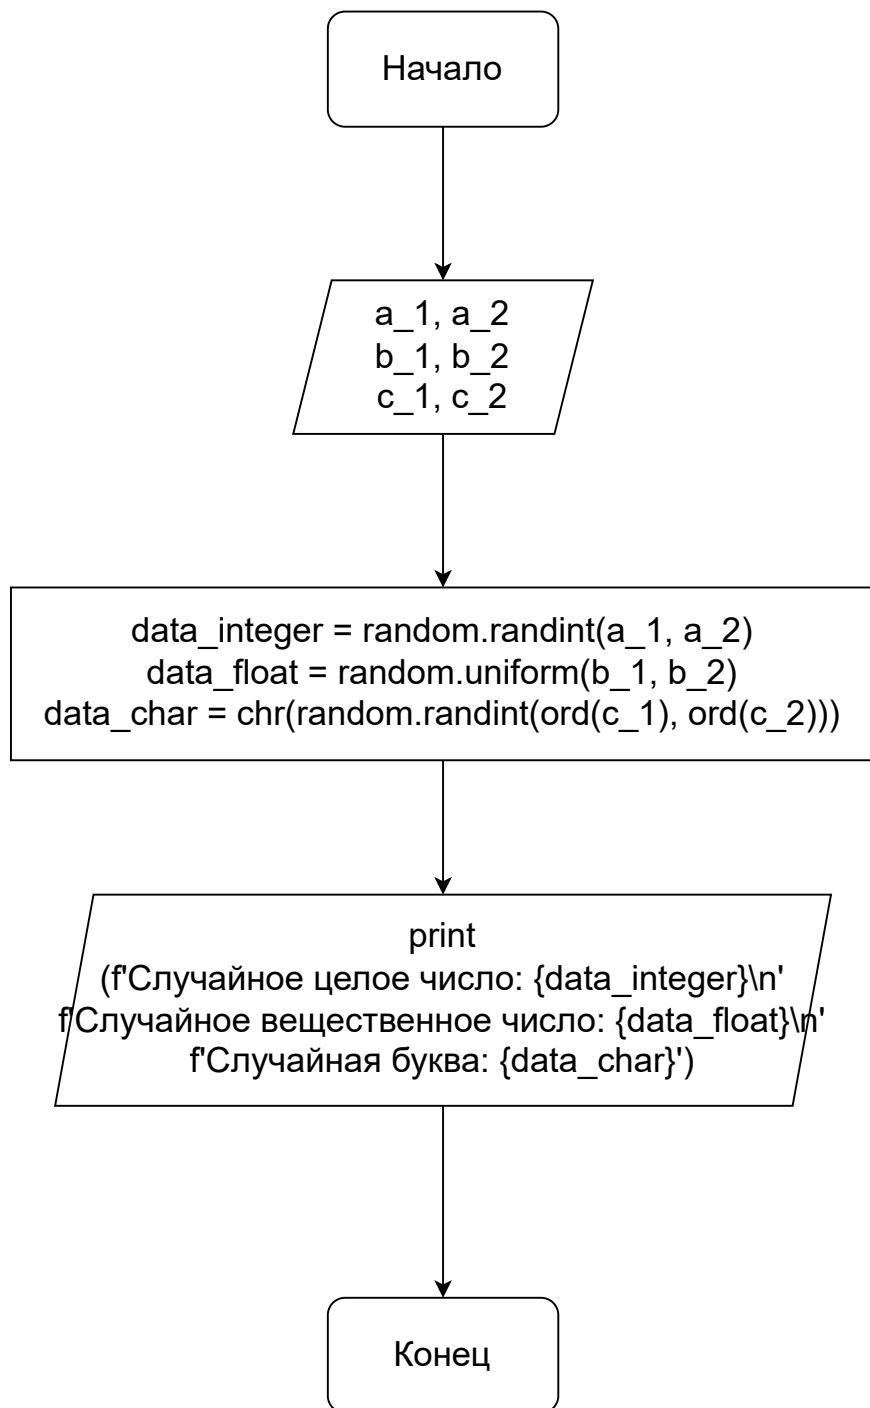 Начало
a_1, a_2
b_1, b_2
c_1, c_2
data_integer = random.randint(a_1, a_2)
data_float = random.uniform(b_1, b_2)
data_char = chr(random.randint(ord(c_1), ord(c_2)))
print
(f'Случайное целое число: {data_integer}\n'
f'Случайное вещественное число: {data_float}\n'
f'Случайная буква: {data_char}')
Конец